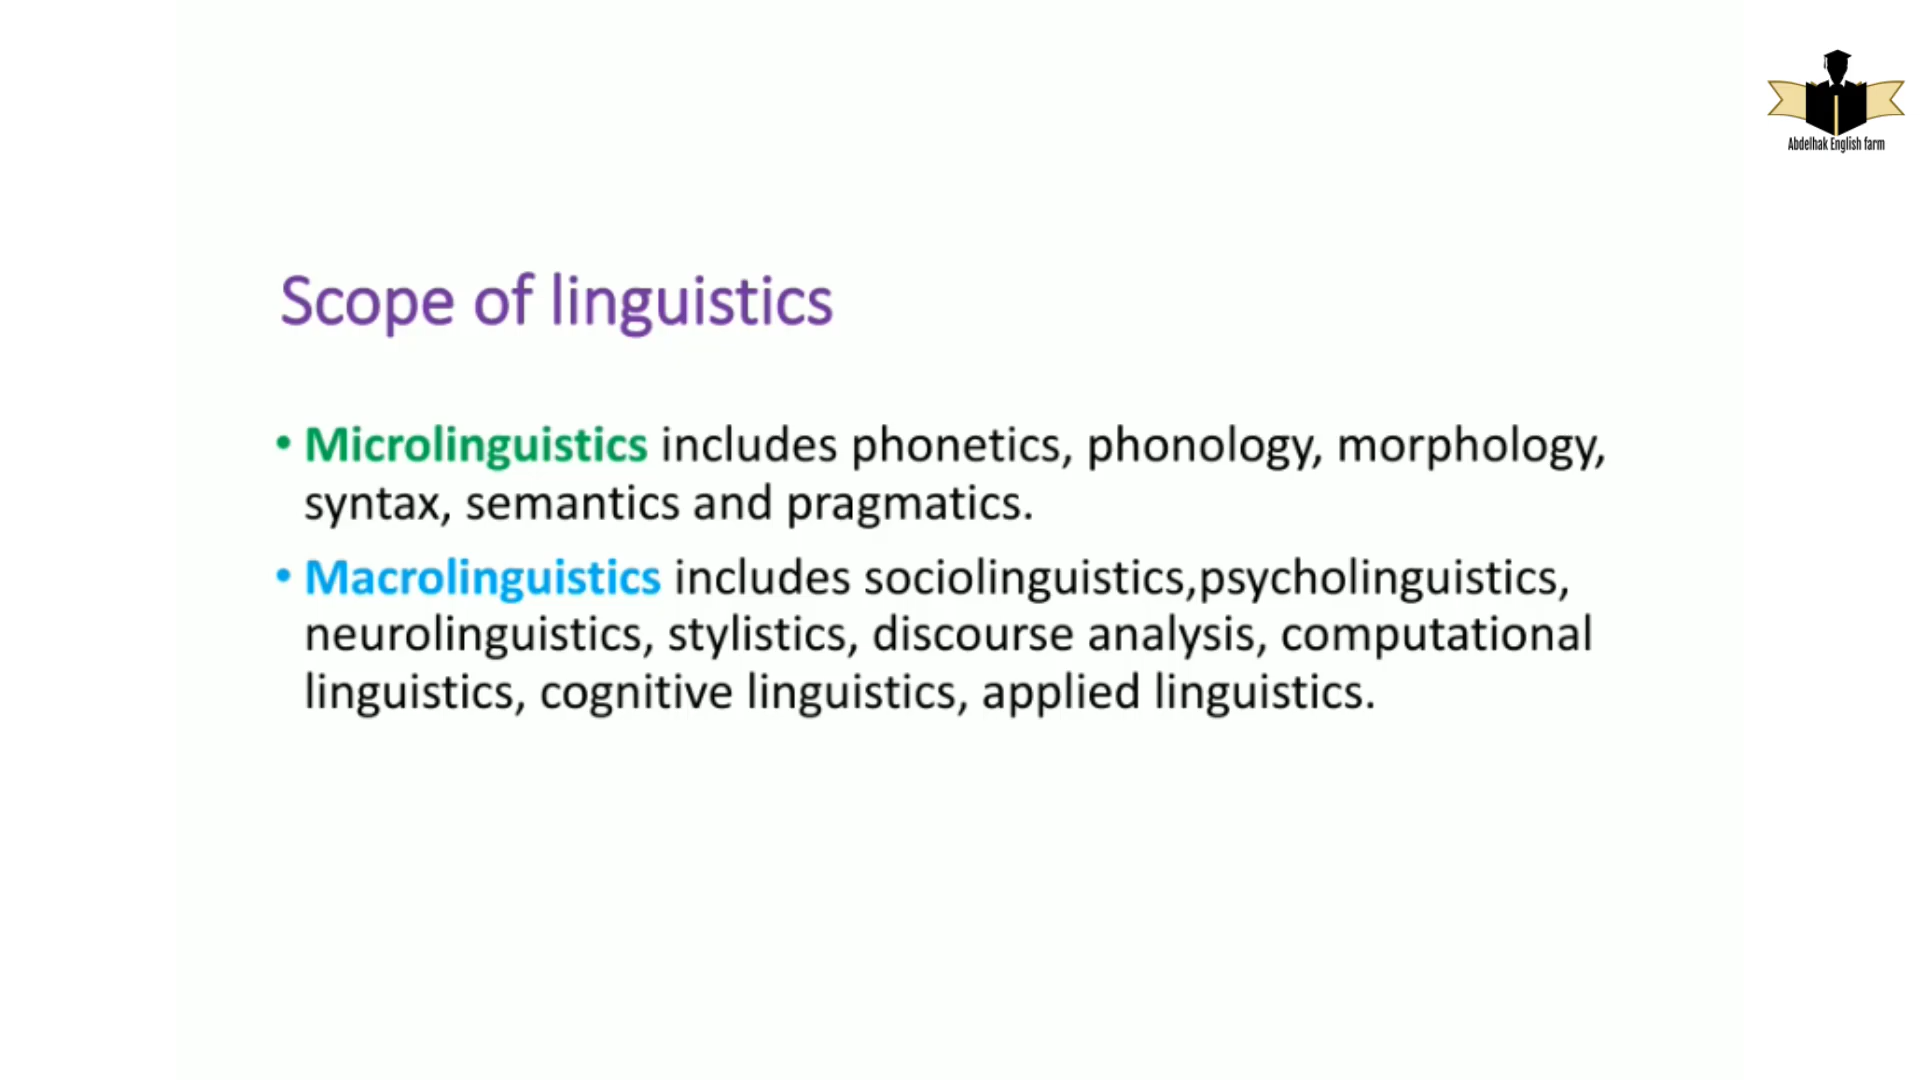 Abdelhak English farm
Scope of linguistics
• Microlinguistics includes phonetics, phonology, morphology,
syntax, semantics and pragmatics.
• Macrolinguistics includes sociolinguistics,psycholinguistics,
neurolinguistics, stylistics, discourse analysis, computational
linguistics, cognitive linguistics, applied linguistics.